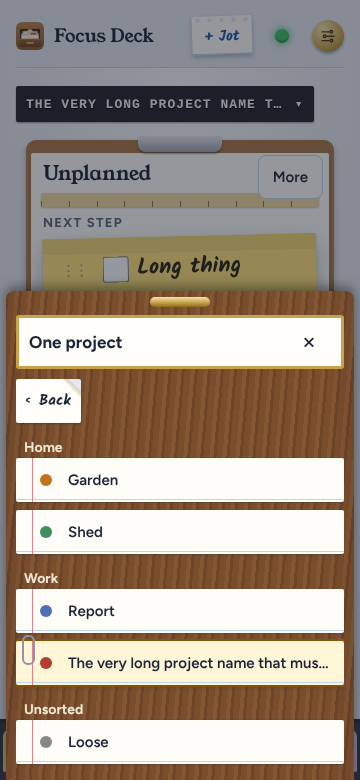 Focus Deck
+ Jot
THE VERY LONG PROJECT NAME T… ▾
Unplanned
More
NEXT STEP
Long thing
One project ×
‹ Back
Home
Garden
Shed
Work
Report
The very long project name that mus…
Unsorted
Loose